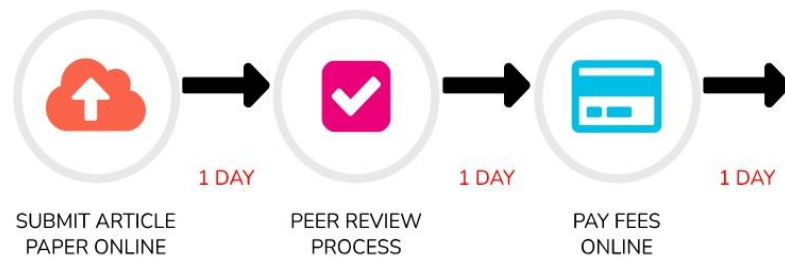 1 DAY
1 DAY
1 DAY
SUBMIT ARTICLE
PAPER ONLINE
PEER REVIEW
PROCESS
PAY FEES
ONLINE